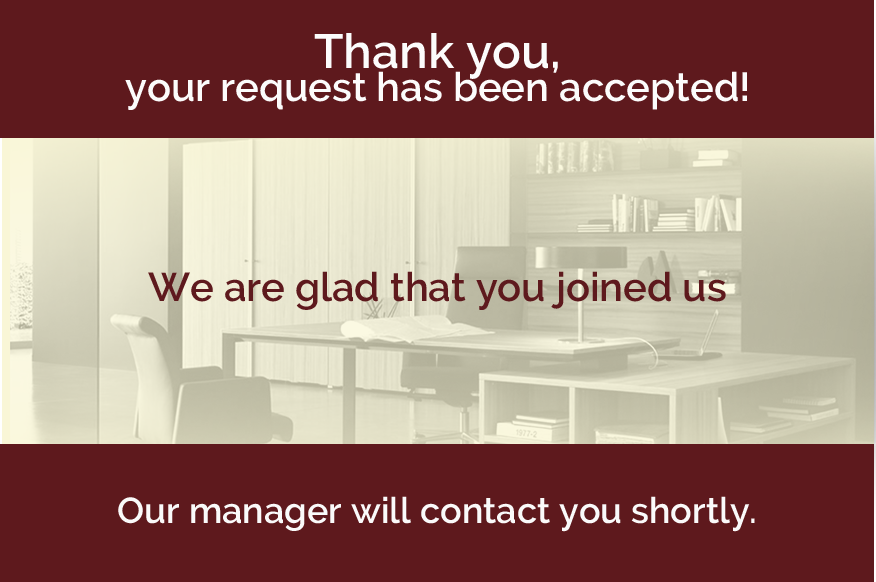 Thank you,
your request has been accepted!
We are glad that you joined us
Our manager will contact you shortly.